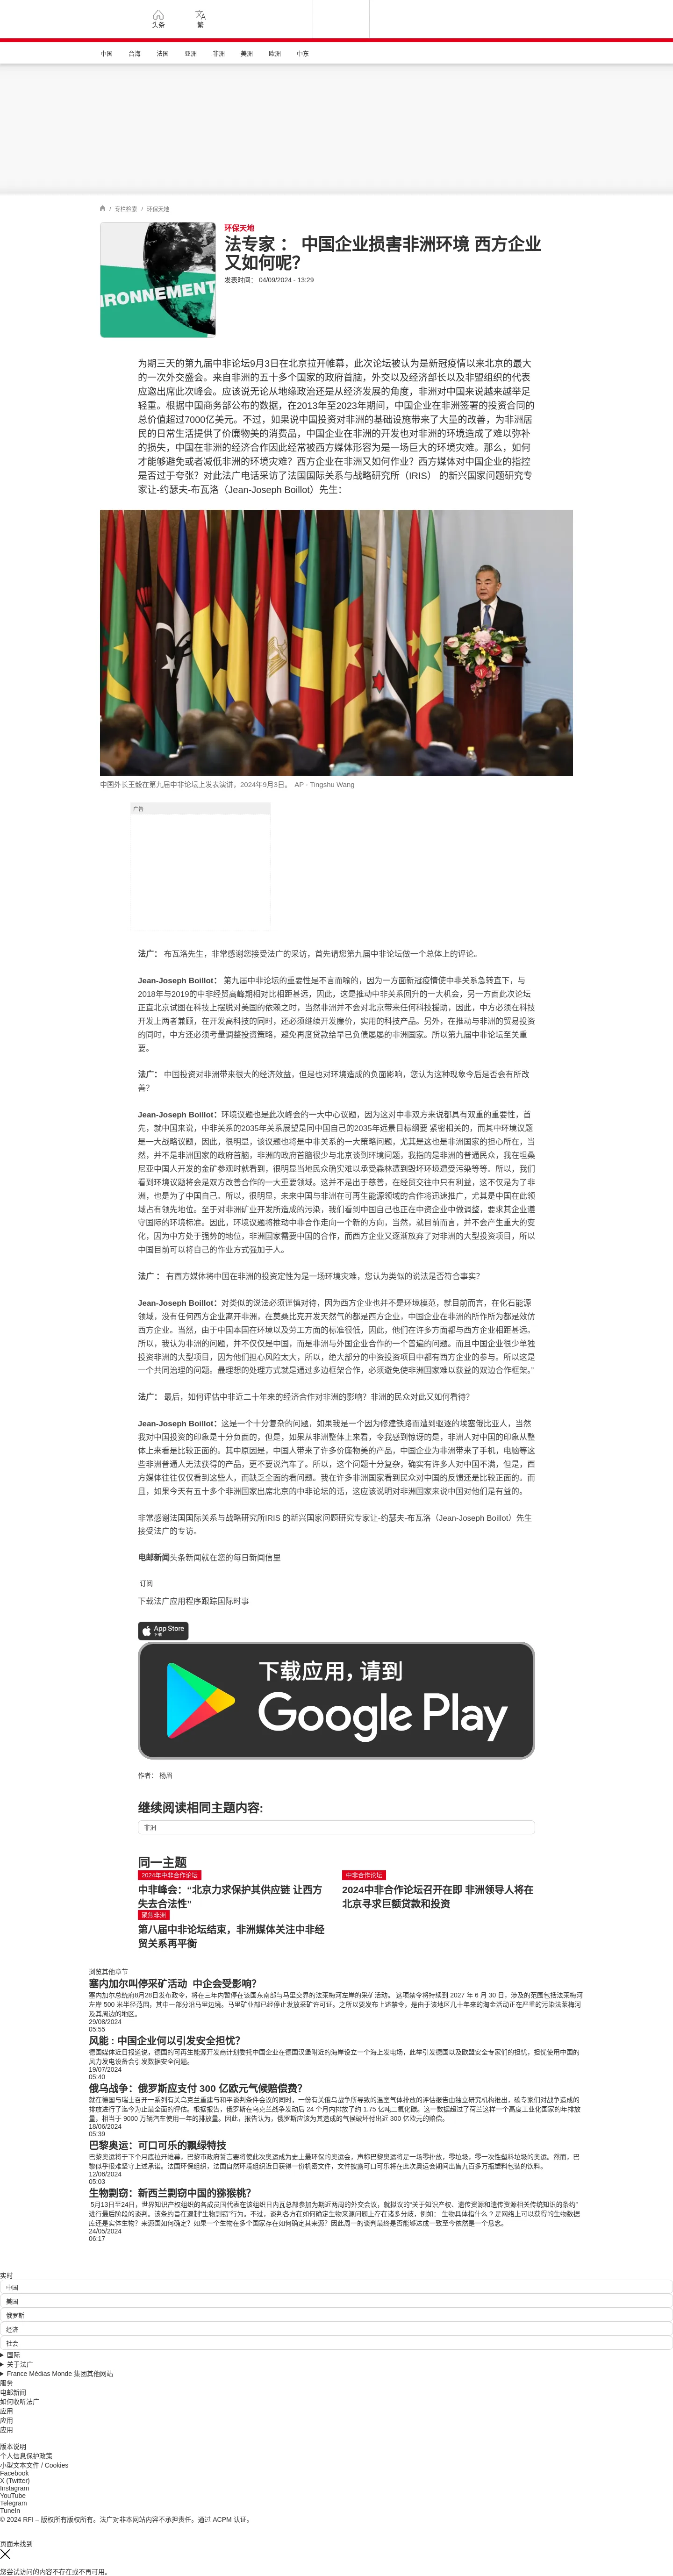 头条
繁
中国 台海 法国 亚洲 非洲 美洲 欧洲 中东
/ 专栏检索 / 环保天地
IRONNEMENT
环保天地
法专家 ： 中国企业损害非洲环境 西方企业
又如何呢？
发表时间： 04/09/2024 - 13:29
为期三天的第九届中非论坛9月3日在北京拉开帷幕，此次论坛被认为是新冠疫情以来北京的最大
的一次外交盛会。来自非洲的五十多个国家的政府首脑，外交以及经济部长以及非盟组织的代表
应邀出席此次峰会。应该说无论从地缘政治还是从经济发展的角度，非洲对中国来说越来越举足
轻重。根据中国商务部公布的数据，在2013年至2023年期间，中国企业在非洲签署的投资合同的
总价值超过7000亿美元。不过，如果说中国投资对非洲的基础设施带来了大量的改善，为非洲居
民的日常生活提供了价廉物美的消费品，中国企业在非洲的开发也对非洲的环境造成了难以弥补
的损失，中国在非洲的经济合作因此经常被西方媒体形容为是一场巨大的环境灾难。那么，如何
才能够避免或者减低非洲的环境灾难？西方企业在非洲又如何作业？西方媒体对中国企业的指控
是否过于夸张？对此法广电话采访了法国国际关系与战略研究所（IRIS） 的新兴国家问题研究专
家让-约瑟夫-布瓦洛（Jean-Joseph Boillot）先生：
中国外长王毅在第九届中非论坛上发表演讲，2024年9月3日。 AP - Tingshu Wang
广告
法广： 布瓦洛先生，非常感谢您接受法广的采访，首先请您第九届中非论坛做一个总体上的评论。
Jean-Joseph Boillot： 第九届中非论坛的重要性是不言而喻的，因为一方面新冠疫情使中非关系急转直下，与
2018年与2019的中非经贸高峰期相对比相距甚远，因此，这是推动中非关系回升的一大机会，另一方面此次论坛
正直北京试图在科技上摆脱对美国的依赖之时，当然非洲并不会对北京带来任何科技援助，因此，中方必须在科技
开发上两者兼顾，在开发高科技的同时，还必须继续开发廉价，实用的科技产品。另外，在推动与非洲的贸易投资
的同时，中方还必须考量调整投资策略，避免再度贷款给早已负债屡屡的非洲国家。所以第九届中非论坛至关重
要。
法广： 中国投资对非洲带来很大的经济效益，但是也对环境造成的负面影响，您认为这种现象今后是否会有所改
善？
Jean-Joseph Boillot：环境议题也是此次峰会的一大中心议题，因为这对中非双方来说都具有双重的重要性，首
先，就中国来说，中非关系的2035年关系展望是同中国自己的2035年远景目标纲要 紧密相关的，而其中环境议题
是一大战略议题，因此，很明显，该议题也将是中非关系的一大策略问题，尤其是这也是非洲国家的担心所在，当
然，并不是非洲国家的政府首脑，非洲的政府首脑很少与北京谈到环境问题，我指的是非洲的普通民众，我在坦桑
尼亚中国人开发的金矿参观时就看到，很明显当地民众确实难以承受森林遭到毁坏环境遭受污染等等。所以，我们
看到环境议题将会是双方改善合作的一大重要领域。这并不是出于慈善，在经贸交往中只有利益，这不仅是为了非
洲，也是为了中国自己。所以，很明显，未来中国与非洲在可再生能源领域的合作将迅速推广，尤其是中国在此领
域占有领先地位。至于对非洲矿业开发所造成的污染，我们看到中国自己也正在中资企业中做调整，要求其企业遵
守国际的环境标准。因此，环境议题将推动中非合作走向一个新的方向，当然，就目前而言，并不会产生重大的变
化，因为中方处于强势的地位，非洲国家需要中国的合作，而西方企业又逐渐放弃了对非洲的大型投资项目，所以
中国目前可以将自己的作业方式强加于人。
法广 ： 有西方媒体将中国在非洲的投资定性为是一场环境灾难，您认为类似的说法是否符合事实？
Jean-Joseph Boillot：对类似的说法必须谨慎对待，因为西方企业也并不是环境模范，就目前而言，在化石能源
领域，没有任何西方企业离开非洲，在莫桑比克开发天然气的都是西方企业，中国企业在非洲的所作所为都是效仿
西方企业。当然，由于中国本国在环境以及劳工方面的标准很低，因此，他们在许多方面都与西方企业相距甚远。
所以，我认为非洲的问题，并不仅仅是中国，而是非洲与外国企业合作的一个普遍的问题。而且中国企业很少单独
投资非洲的大型项目，因为他们担心风险太大，所以，绝大部分的中资投资项目中都有西方企业的参与。所以这是
一个共同治理的问题。最理想的处理方式就是通过多边框架合作，必须避免使非洲国家难以获益的双边合作框架。”
法广： 最后，如何评估中非近二十年来的经济合作对非洲的影响？非洲的民众对此又如何看待？
Jean-Joseph Boillot：这是一个十分复杂的问题，如果我是一个因为修建铁路而遭到驱逐的埃塞俄比亚人，当然
我对中国投资的印象是十分负面的，但是，如果从非洲整体上来看，令我感到惊讶的是，非洲人对中国的印象从整
体上来看是比较正面的。其中原因是，中国人带来了许多价廉物美的产品，中国企业为非洲带来了手机，电脑等这
些非洲普通人无法获得的产品，更不要说汽车了。所以，这个问题十分复杂，确实有许多人对中国不满，但是，西
方媒体往往仅仅看到这些人，而缺乏全面的看问题。我在许多非洲国家看到民众对中国的反馈还是比较正面的。而
且，如果今天有五十多个非洲国家出席北京的中非论坛的话，这应该说明对非洲国家来说中国对他们是有益的。
非常感谢法国国际关系与战略研究所IRIS 的新兴国家问题研究专家让-约瑟夫-布瓦洛（Jean-Joseph Boillot）先生
接受法广的专访。
电邮新闻头条新闻就在您的每日新闻信里
订阅
下载法广应用程序跟踪国际时事
App Store
下载
下载应用，请到
Google Play
作者： 杨眉
继续阅读相同主题内容:
非洲
同一主题
2024年中非合作论坛
中非峰会：“北京力求保护其供应链 让西方
失去合法性”
中非合作论坛
2024中非合作论坛召开在即 非洲领导人将在
北京寻求巨额贷款和投资
聚焦非洲
第八届中非论坛结束，非洲媒体关注中非经
贸关系再平衡
浏览其他章节
塞内加尔叫停采矿活动 中企会受影响？
塞内加尔总统府8月28日发布政令，将在三年内暂停在该国东南部与马里交界的法莱梅河左岸的采矿活动。 这项禁令将持续到 2027 年 6 月 30 日，涉及的范围包括法莱梅河
左岸 500 米半径范围，其中一部分沿马里边境。马里矿业部已经停止发放采矿许可证。之所以要发布上述禁令，是由于该地区几十年来的淘金活动正在严重的污染法莱梅河
及其周边的地区。
29/08/2024
05:55
风能 : 中国企业何以引发安全担忧？
德国媒体近日报道说，德国的可再生能源开发商计划委托中国企业在德国汉堡附近的海岸设立一个海上发电场，此举引发德国以及欧盟安全专家们的担忧，担忧使用中国的
风力发电设备会引发数据安全问题。
19/07/2024
05:40
俄乌战争：俄罗斯应支付 300 亿欧元气候赔偿费？
就在德国与瑞士召开一系列有关乌克兰重建与和平谈判条件会议的同时，一份有关俄乌战争所导致的温室气体排放的评估报告由独立研究机构推出，碳专家们对战争造成的
排放进行了迄今为止最全面的评估。根据报告，俄罗斯在乌克兰战争发动后 24 个月内排放了约 1.75 亿吨二氧化碳。这一数据超过了荷兰这样一个高度工业化国家的年排放
量，相当于 9000 万辆汽车使用一年的排放量。因此，报告认为，俄罗斯应该为其造成的气候破坏付出近 300 亿欧元的赔偿。
18/06/2024
05:39
巴黎奥运：可口可乐的飘绿特技
巴黎奥运将于下个月底拉开帷幕，巴黎市政府誓言要将使此次奥运成为史上最环保的奥运会，声称巴黎奥运将是一场零排放，零垃圾，零一次性塑料垃圾的奥运。然而，巴
黎似乎很难坚守上述承诺。法国环保组织，法国自然环境组织近日获得一份机密文件，文件披露可口可乐将在此次奥运会期间出售九百多万瓶塑料包装的饮料。
12/06/2024
05:03
生物剽窃：新西兰剽窃中国的猕猴桃？
5月13日至24日，世界知识产权组织的各成员国代表在该组织日内瓦总部参加为期近两周的外交会议，就拟议的“关于知识产权、遗传资源和遗传资源相关传统知识的条约”
进行最后阶段的谈判。该条约旨在遏制“生物剽窃”行为。不过，谈判各方在如何确定生物来源问题上存在诸多分歧，例如： 生物具体指什么 ? 是网络上可以获得的生物数据
库还是实体生物？来源国如何确定？如果一个生物在多个国家存在如何确定其来源？因此周一的谈判最终是否能够达成一致至今依然是一个悬念。
24/05/2024
06:17
实时
中国
美国
俄罗斯
经济
社会
国际
关于法广
France Médias Monde 集团其他网站
服务
电邮新闻
如何收听法广
应用
应用
应用
版本说明
个人信息保护政策
小型文本文件 / Cookies
Facebook
X (Twitter)
Instagram
YouTube
Telegram
TuneIn
© 2024 RFI – 版权所有版权所有。法广对非本网站内容不承担责任。通过 ACPM 认证。
页面未找到
您尝试访问的内容不存在或不再可用。